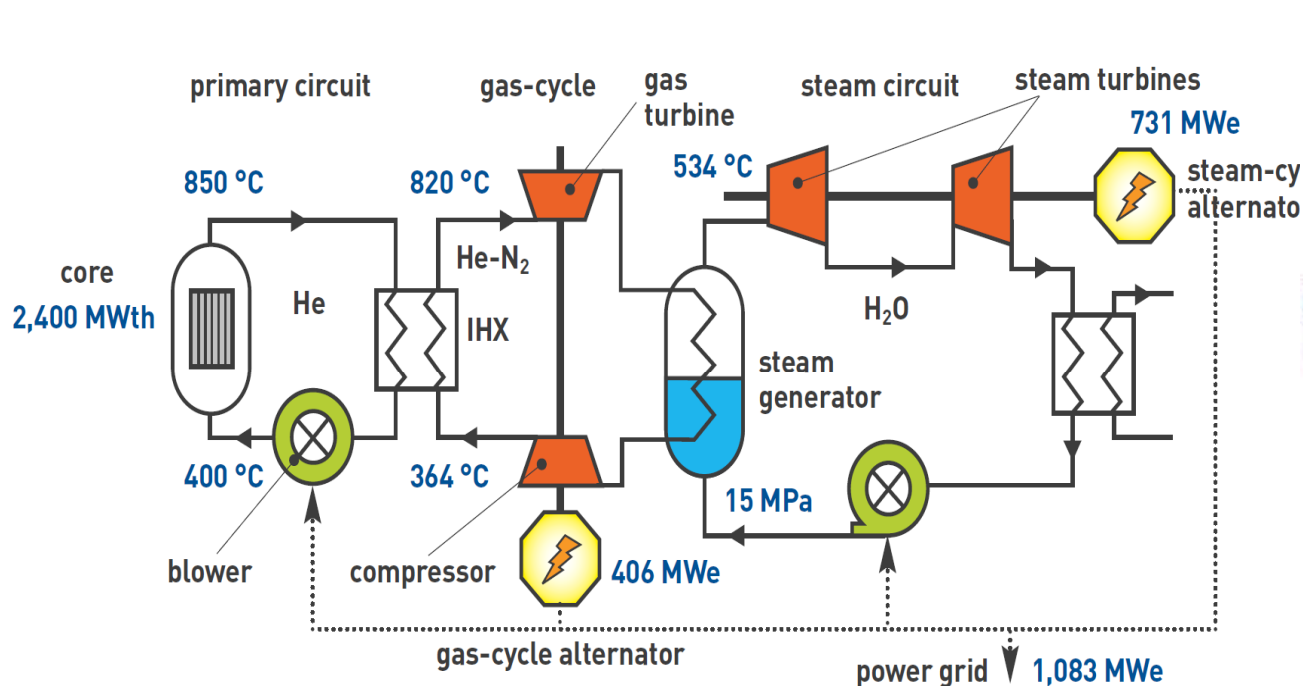 primary circuit
gas-cycle
gas
turbine
steam circuit
steam turbines
731 MWe
850 °C
820 °C
534 °C
steam-cy
alternato
He-N₂
core
2,400 MWth
He
IHX
H₂O
steam
generator
400 °C
364 °C
15 MPa
blower
compressor
406 MWe
gas-cycle alternator
power grid
1,083 MWe